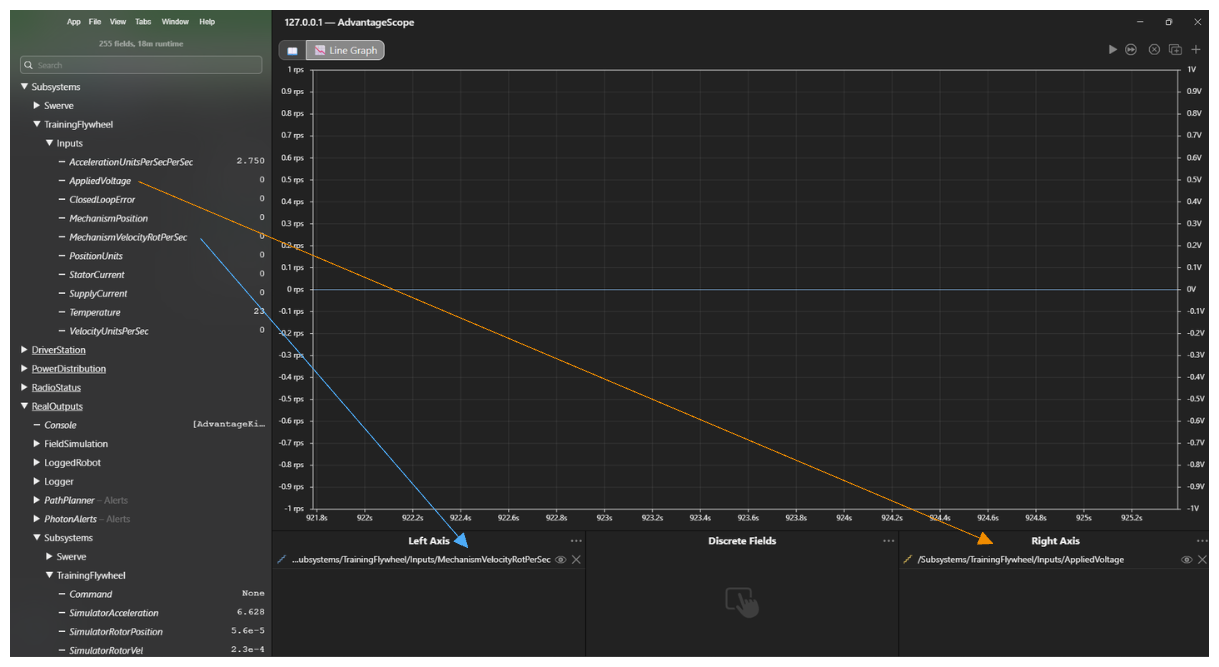 App File View Tabs Window Help
255 fields, 18m runtime
Search
Subsystems
Swerve
TrainingFlywheel
Inputs
AccelerationUnitsPerSecPerSec 2.750
AppliedVoltage 0
ClosedLoopError 0
MechanismPosition 0
MechanismVelocityRotPerSec 0
PositionUnits 0
StatorCurrent 0
SupplyCurrent 0
Temperature 23
VelocityUnitsPerSec 0
DriverStation
PowerDistribution
RadioStatus
RealOutputs
Console [AdvantageKi...
FieldSimulation
LoggedRobot
Logger
PathPlanner – Alerts
PhotonAlerts – Alerts
Subsystems
Swerve
TrainingFlywheel
Command None
SimulatorAcceleration 6.628
SimulatorRotorPosition 5.6e-5
SimulatorRotorVel 2.3e-4
127.0.0.1 — AdvantageScope
Line Graph
1 rps 1V
0.9 rps 0.9V
0.8 rps 0.8V
0.7 rps 0.7V
0.6 rps 0.6V
0.5 rps 0.5V
0.4 rps 0.4V
0.3 rps 0.3V
0.2 rps 0.2V
0.1 rps 0.1V
0 rps 0V
-0.1 rps -0.1V
-0.2 rps -0.2V
-0.3 rps -0.3V
-0.4 rps -0.4V
-0.5 rps -0.5V
-0.6 rps -0.6V
-0.7 rps -0.7V
-0.8 rps -0.8V
-0.9 rps -0.9V
-1 rps -1V
921.8s 922s 922.2s 922.4s 922.6s 922.8s 923s 923.2s 923.4s 923.6s 923.8s 924s 924.2s 924.4s 924.6s 924.8s 925s 925.2s
Left Axis
...ubsystems/TrainingFlywheel/Inputs/MechanismVelocityRotPerSec
Discrete Fields
Right Axis
/Subsystems/TrainingFlywheel/Inputs/AppliedVoltage